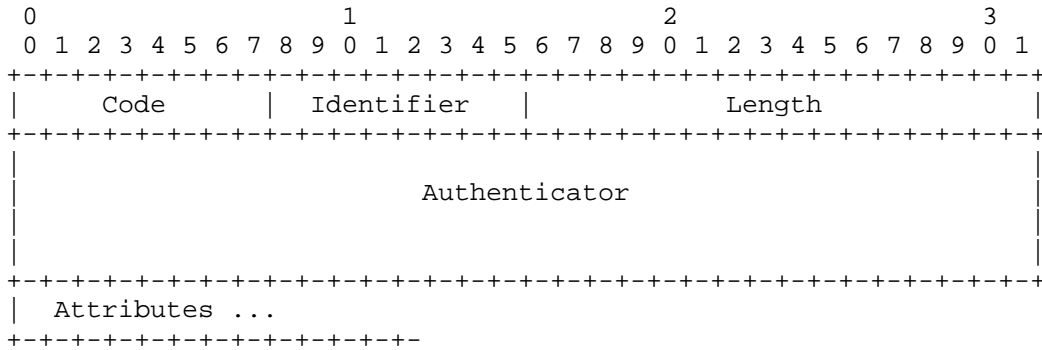 0                   1                   2                   3
 0 1 2 3 4 5 6 7 8 9 0 1 2 3 4 5 6 7 8 9 0 1 2 3 4 5 6 7 8 9 0 1
+-+-+-+-+-+-+-+-+-+-+-+-+-+-+-+-+-+-+-+-+-+-+-+-+-+-+-+-+-+-+-+-+
|     Code      |  Identifier   |            Length             |
+-+-+-+-+-+-+-+-+-+-+-+-+-+-+-+-+-+-+-+-+-+-+-+-+-+-+-+-+-+-+-+-+
|                                                               |
|                         Authenticator                         |
|                                                               |
|                                                               |
+-+-+-+-+-+-+-+-+-+-+-+-+-+-+-+-+-+-+-+-+-+-+-+-+-+-+-+-+-+-+-+-+
|  Attributes ...
+-+-+-+-+-+-+-+-+-+-+-+-+-